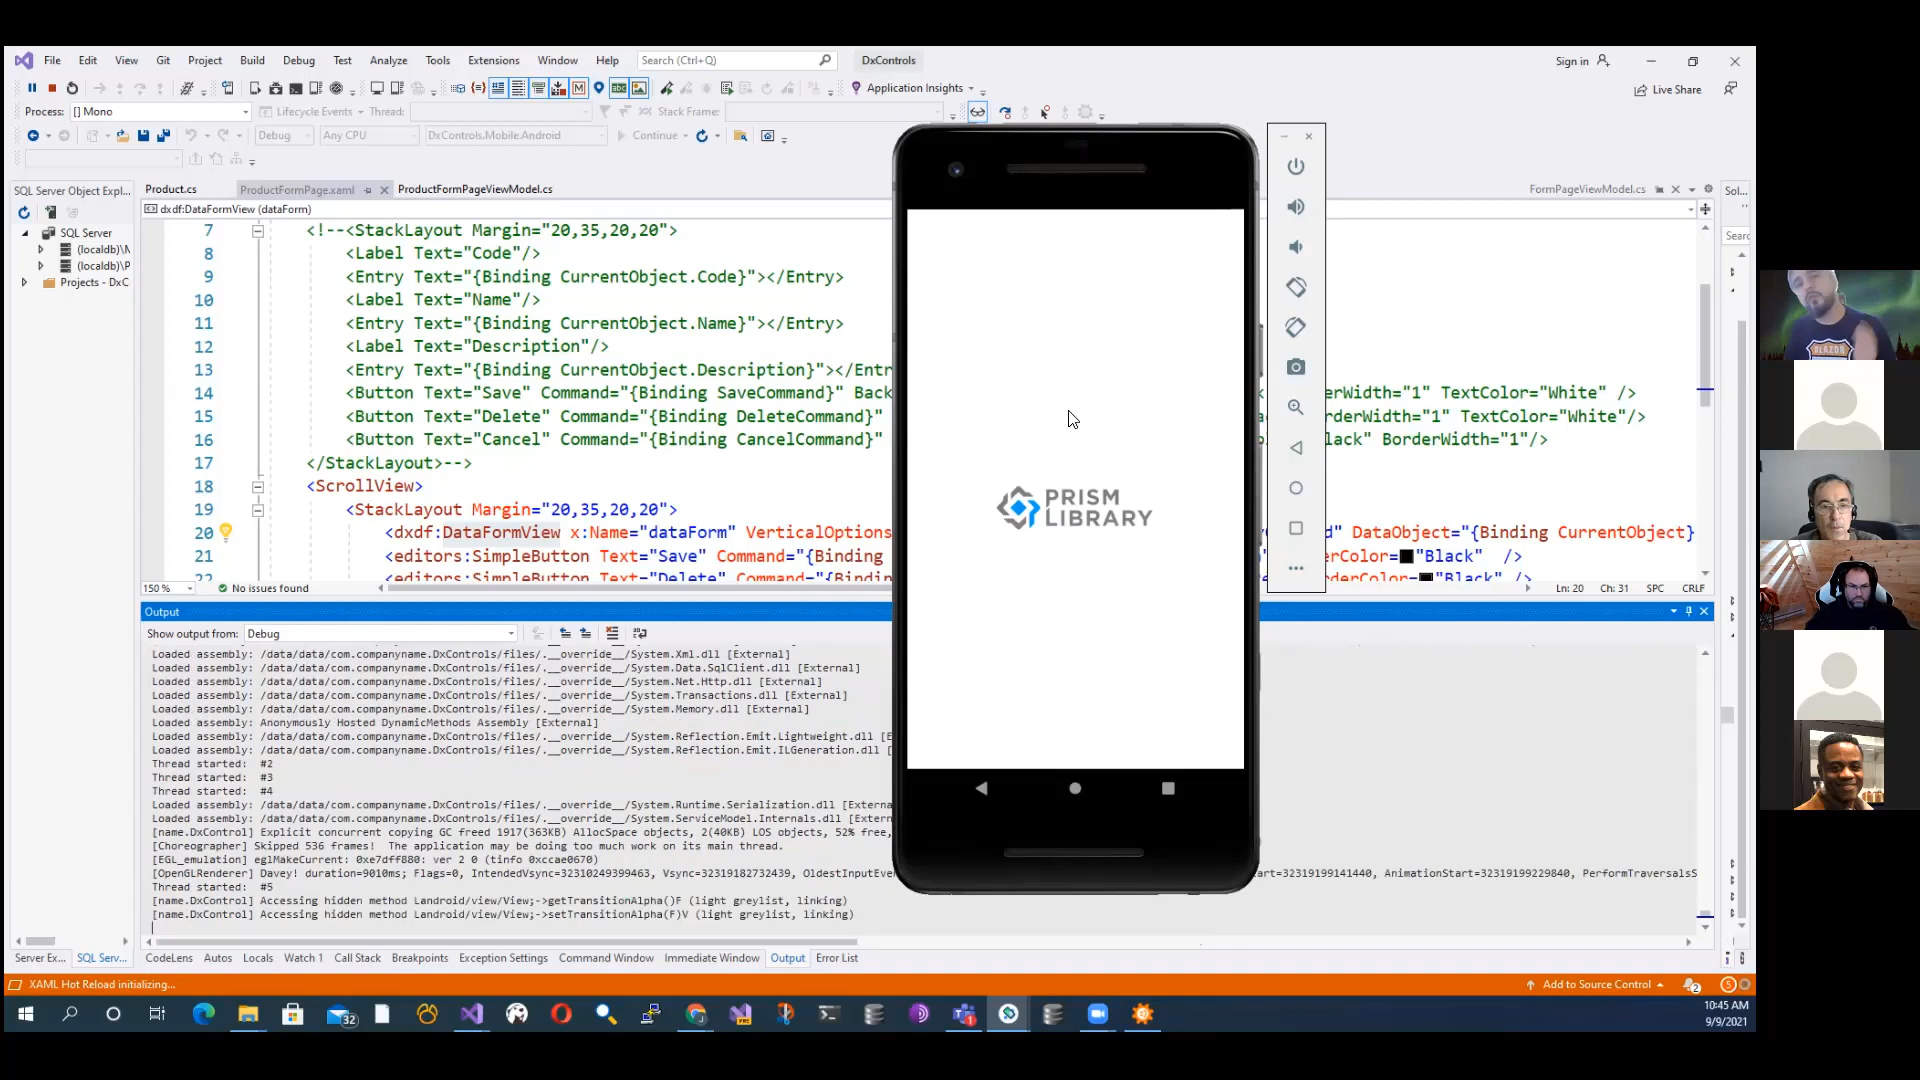 File Edit View Git Project Build Debug Test Analyze Tools Extensions Window Help Search (Ctrl+Q) DxControls Sign in
Application Insights Live Share
Process: [] Mono Lifecycle Events Thread: Stack Frame:
Debug Any CPU DxControls.Mobile.Android Continue
SQL Server Object Expl... Product.cs ProductFormPage.xaml ProductFormPageViewModel.cs FormPageViewModel.cs Sol...
dxdf:DataFormView (dataForm)
SQL Server
(localdb)\M
(localdb)\P
Projects - DxC
Searc
7 <!--<StackLayout Margin="20,35,20,20">
8 <Label Text="Code"/>
9 <Entry Text="{Binding CurrentObject.Code}"></Entry>
10 <Label Text="Name"/>
11 <Entry Text="{Binding CurrentObject.Name}"></Entry>
12 <Label Text="Description"/>
13 <Entry Text="{Binding CurrentObject.Description}"></Entr
14 <Button Text="Save" Command="{Binding SaveCommand}" Back erWidth="1" TextColor="White" />
15 <Button Text="Delete" Command="{Binding DeleteCommand}" rderWidth="1" TextColor="White"/>
16 <Button Text="Cancel" Command="{Binding CancelCommand}" lack" BorderWidth="1"/>
17 </StackLayout>-->
18 <ScrollView>
19 <StackLayout Margin="20,35,20,20">
20 <dxdf:DataFormView x:Name="dataForm" VerticalOptions d" DataObject="{Binding CurrentObject}
21 <editors:SimpleButton Text="Save" Command="{Binding erColor="Black" />
22 <editors:SimpleButton Text="Delete" Command="{Bindin rderColor="Black" />
150 % No issues found Ln: 20 Ch: 31 SPC CRLF
PRISM
LIBRARY
Output
Show output from: Debug
Loaded assembly: /data/data/com.companyname.DxControls/files/.__override__/System.Xml.dll [External]
Loaded assembly: /data/data/com.companyname.DxControls/files/.__override__/System.Data.SqlClient.dll [External]
Loaded assembly: /data/data/com.companyname.DxControls/files/.__override__/System.Net.Http.dll [External]
Loaded assembly: /data/data/com.companyname.DxControls/files/.__override__/System.Transactions.dll [External]
Loaded assembly: /data/data/com.companyname.DxControls/files/.__override__/System.Memory.dll [External]
Loaded assembly: Anonymously Hosted DynamicMethods Assembly [External]
Loaded assembly: /data/data/com.companyname.DxControls/files/.__override__/System.Reflection.Emit.Lightweight.dll [E
Loaded assembly: /data/data/com.companyname.DxControls/files/.__override__/System.Reflection.Emit.ILGeneration.dll [
Thread started: #2
Thread started: #3
Thread started: #4
Loaded assembly: /data/data/com.companyname.DxControls/files/.__override__/System.Runtime.Serialization.dll [Externa
Loaded assembly: /data/data/com.companyname.DxControls/files/.__override__/System.ServiceModel.Internals.dll [Extern
[name.DxControl] Explicit concurrent copying GC freed 1917(363KB) AllocSpace objects, 2(40KB) LOS objects, 52% free,
[Choreographer] Skipped 536 frames! The application may be doing too much work on its main thread.
[EGL_emulation] eglMakeCurrent: 0xe7dff880: ver 2 0 (tinfo 0xccae0670)
[OpenGLRenderer] Davey! duration=9010ms; Flags=0, IntendedVsync=32310249399463, Vsync=32319182732439, OldestInputEve art=32319199141440, AnimationStart=32319199229840, PerformTraversalsS
Thread started: #5
[name.DxControl] Accessing hidden method Landroid/view/View;->getTransitionAlpha()F (light greylist, linking)
[name.DxControl] Accessing hidden method Landroid/view/View;->setTransitionAlpha(F)V (light greylist, linking)
Server Ex... SQL Serv... CodeLens Autos Locals Watch 1 Call Stack Breakpoints Exception Settings Command Window Immediate Window Output Error List
XAML Hot Reload initializing... Add to Source Control 2 5
32 1 10:45 AM
9/9/2021
BLAZOR